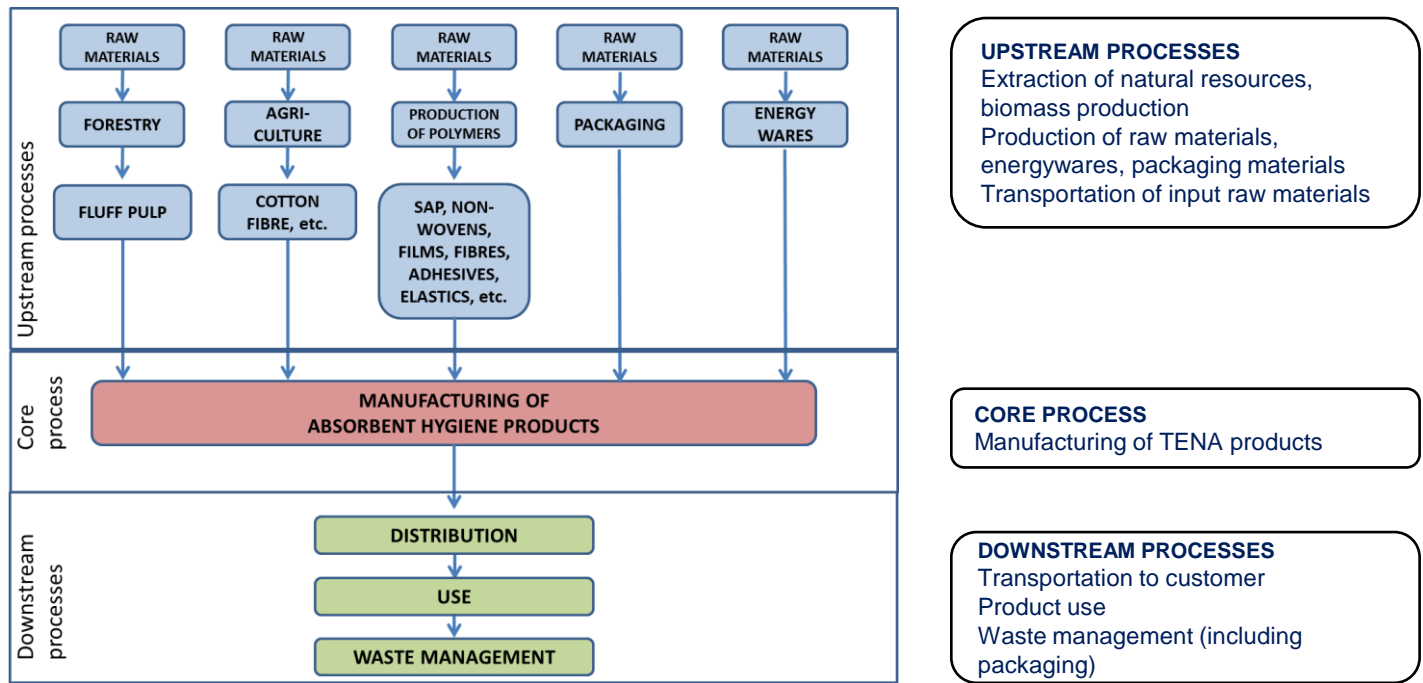 Upstream processes
RAW
MATERIALS
RAW
MATERIALS
RAW
MATERIALS
RAW
MATERIALS
RAW
MATERIALS
FORESTRY
AGRI-
CULTURE
PRODUCTION
OF POLYMERS
PACKAGING
ENERGY
WARES
FLUFF PULP
COTTON
FIBRE, etc.
SAP, NON-
WOVENS,
FILMS, FIBRES,
ADHESIVES,
ELASTICS, etc.
UPSTREAM PROCESSES
Extraction of natural resources,
biomass production
Production of raw materials,
energywares, packaging materials
Transportation of input raw materials
Core
process
MANUFACTURING OF
ABSORBENT HYGIENE PRODUCTS
CORE PROCESS
Manufacturing of TENA products
Downstream
processes
DISTRIBUTION
USE
WASTE MANAGEMENT
DOWNSTREAM PROCESSES
Transportation to customer
Product use
Waste management (including
packaging)